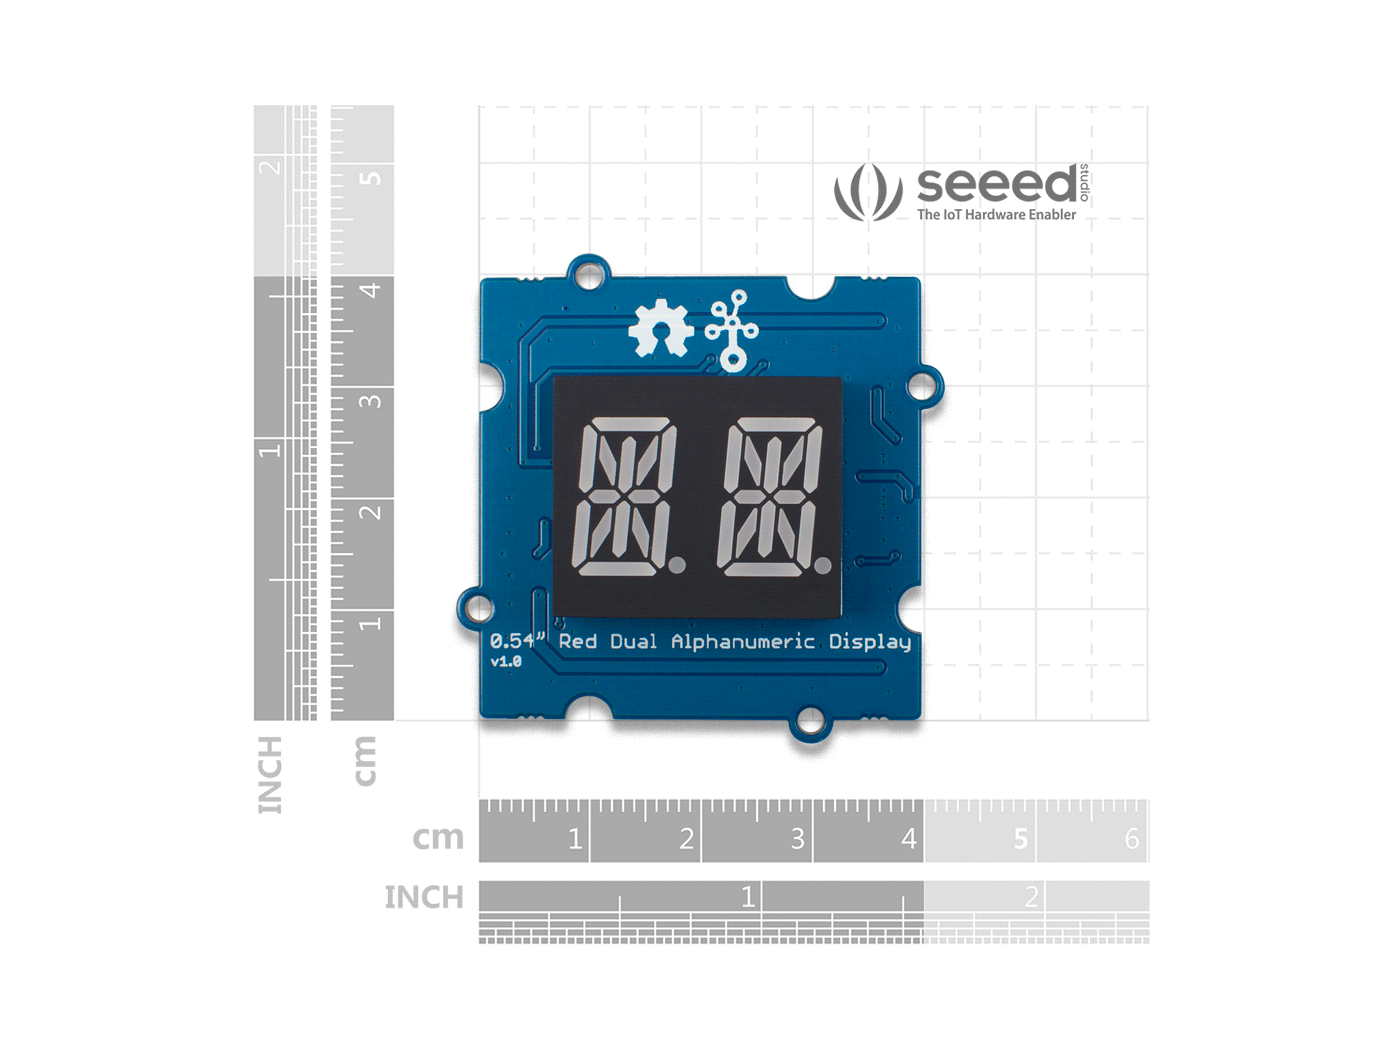 seeed
studio
The IoT Hardware Enabler
2
1
INCH
5
4
3
2
1
cm
0.54" Red Dual Alphanumeric Display
v1.0
cm 1 2 3 4 5 6
INCH 1 2